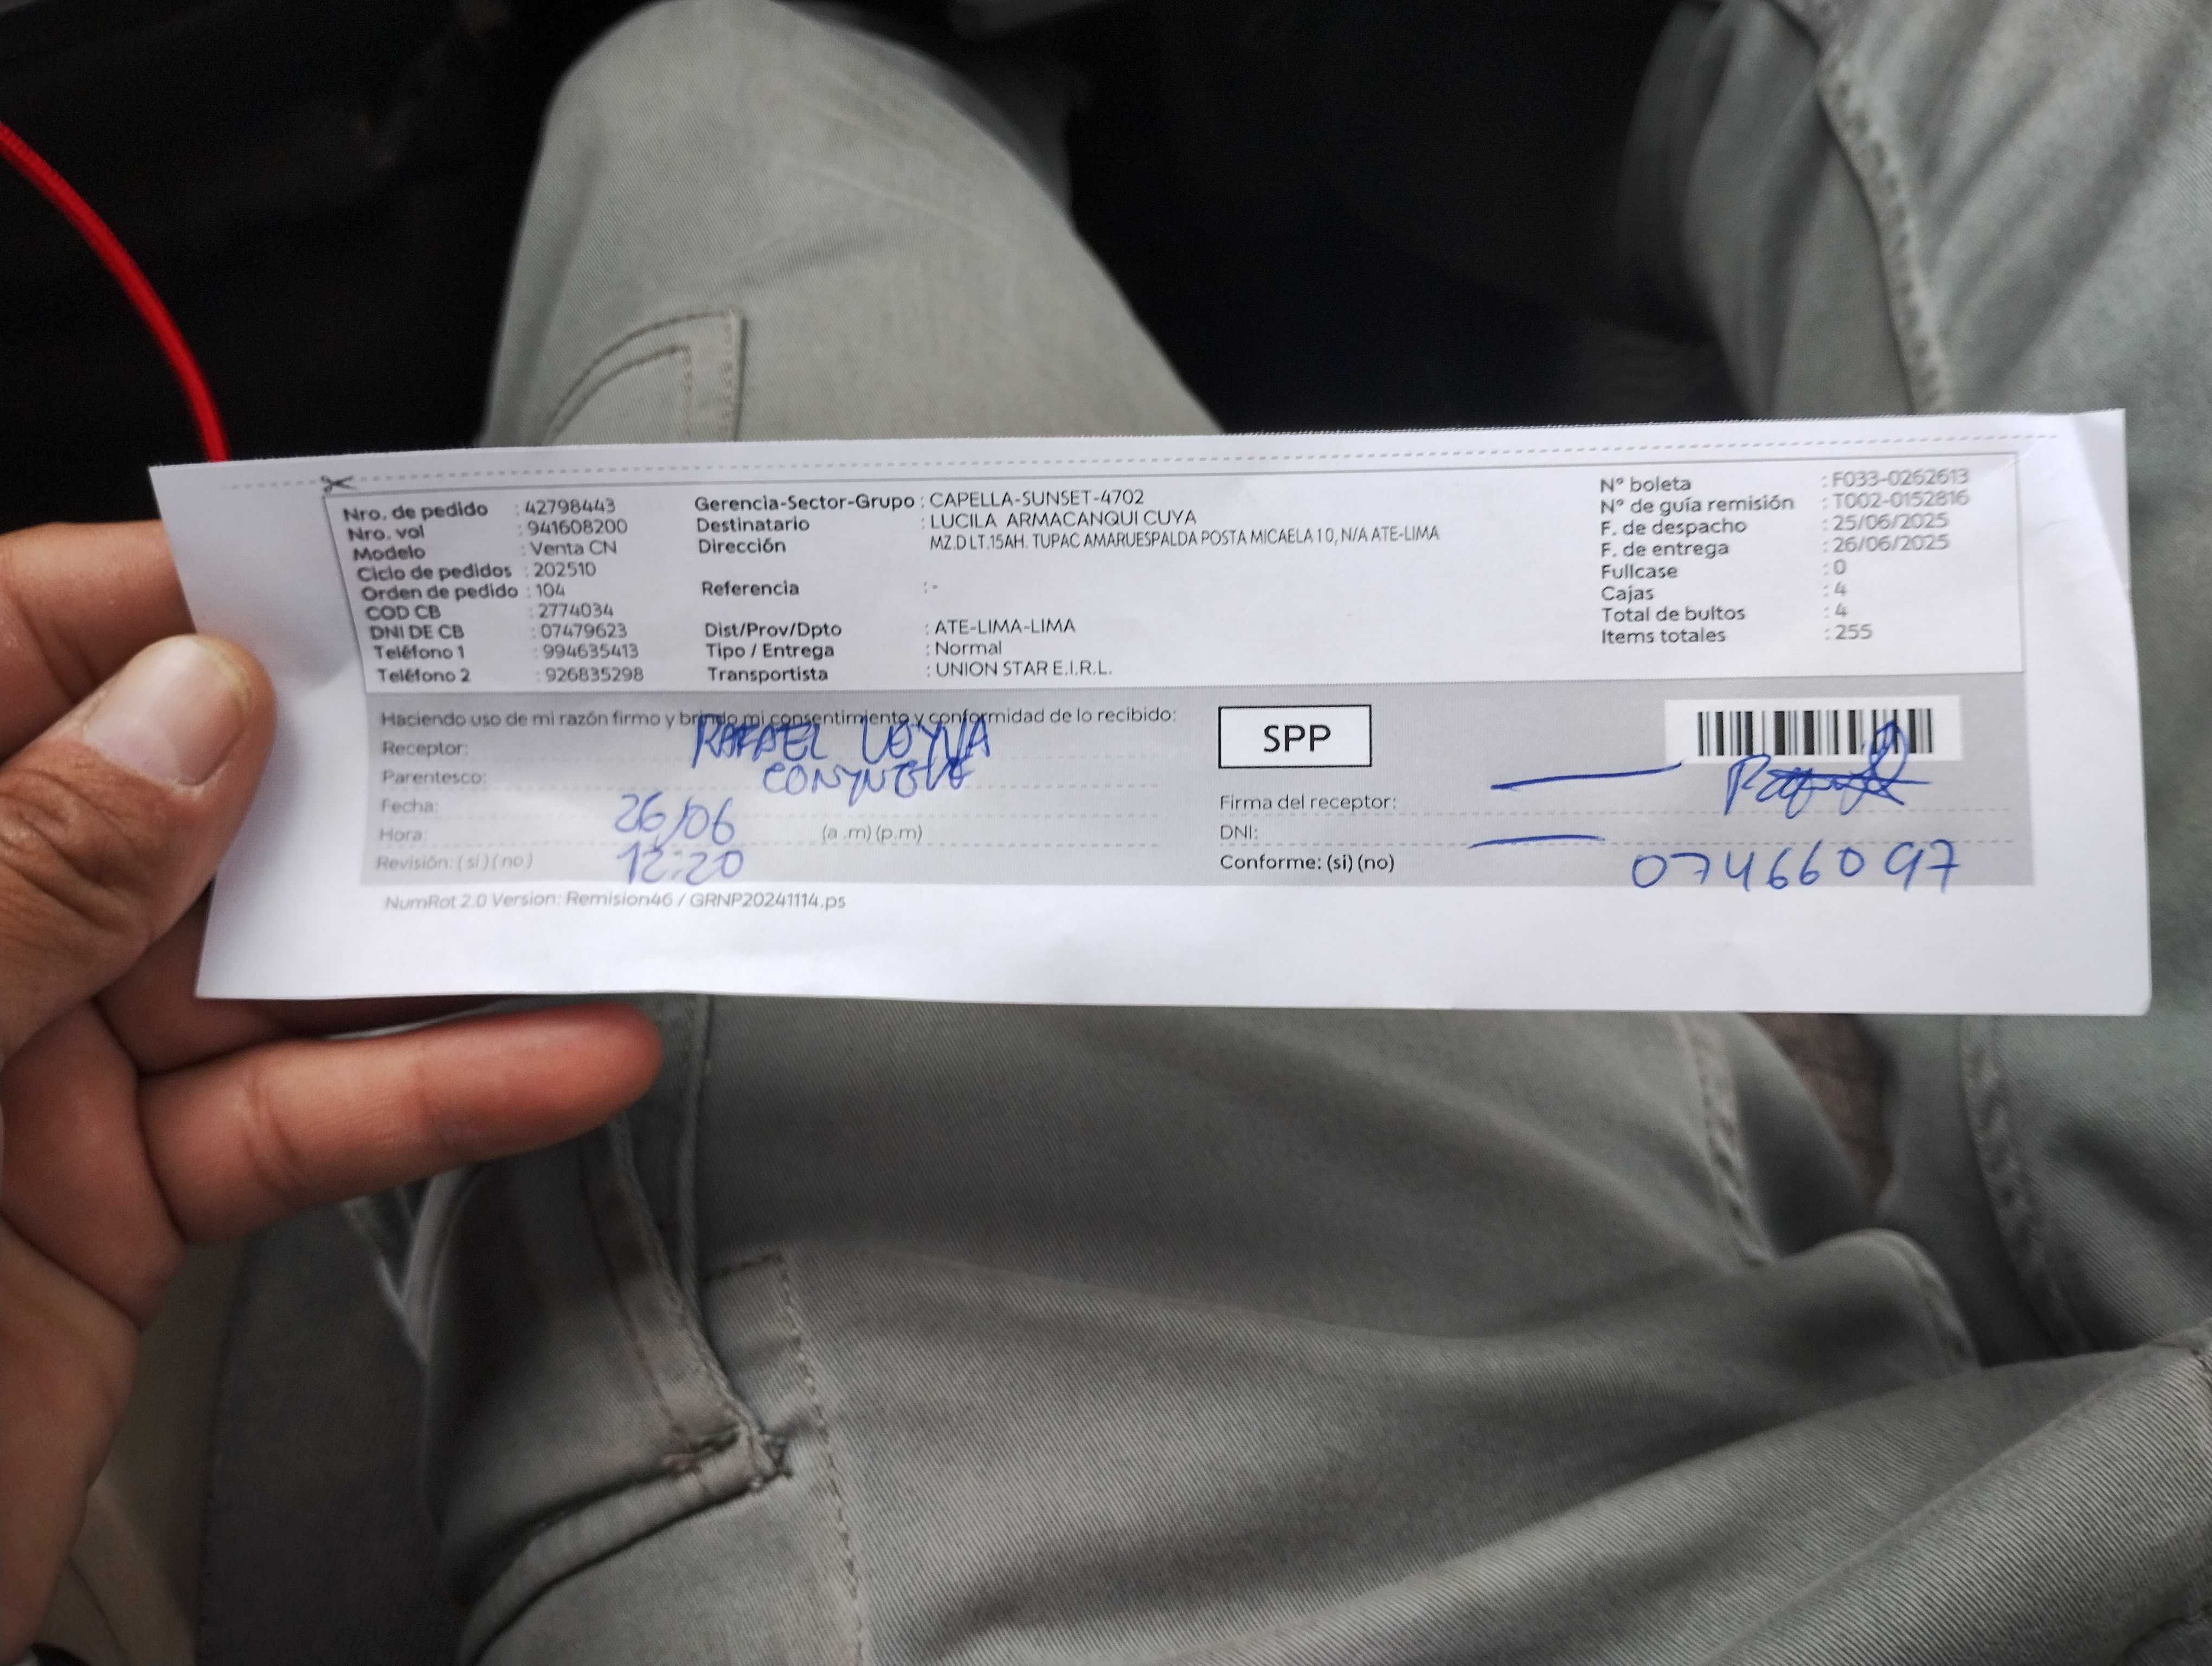 Nro. de pedido : 42798443
Nro. vol : 941608200
Modelo : Venta CN
Ciclo de pedidos : 202510
Orden de pedido : 104
COD CB : 2774034
DNI DE CB : 07479623
Teléfono 1 : 994635413
Teléfono 2 : 926835298
Gerencia-Sector-Grupo : CAPELLA-SUNSET-4702
Destinatario : LUCILA ARMACANQUI CUYA
Dirección MZ.D LT.15AH. TUPAC AMARUESPALDA POSTA MICAELA 1 0, N/A ATE-LIMA
Referencia : -
Dist/Prov/Dpto : ATE-LIMA-LIMA
Tipo / Entrega : Normal
Transportista : UNION STAR E.I.R.L.
N° boleta : F033-0262613
N° de guía remisión : T002-0152816
F. de despacho : 25/06/2025
F. de entrega : 26/06/2025
Fullcase : 0
Cajas : 4
Total de bultos : 4
Items totales : 255
Haciendo uso de mi razón firmo y brindo mi consentimiento y conformidad de lo recibido:
Receptor: RAFAEL LEYVA
Parentesco:
Fecha: 26/06
Hora: 12:20 (a .m) (p.m)
Revisión: ( si ) ( no )
SPP
Firma del receptor:
DNI: 07466097
Conforme: (si) (no)
NumRot 2.0 Version: Remision46 / GRNP20241114.ps